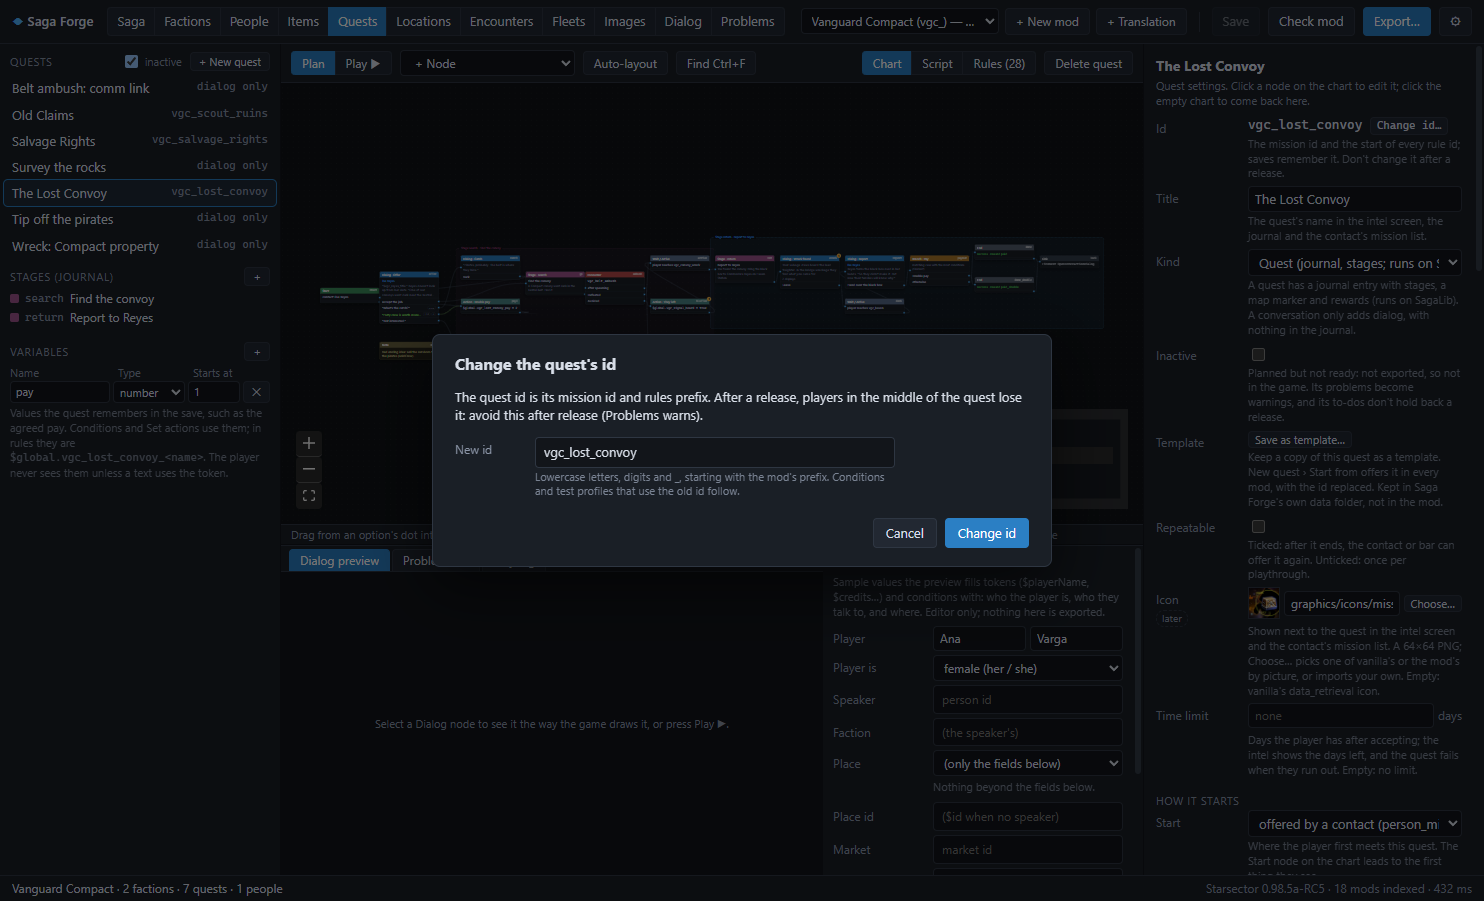 Saga Forge
Saga
Factions
People
Items
Quests
Locations
Encounters
Fleets
Images
Dialog
Problems
Vanguard Compact (vgc_) — ...
+ New mod
+ Translation
Save
Check mod
Export...
QUESTS
inactive
+ New quest
Belt ambush: comm link
dialog only
Old Claims
vgc_scout_ruins
Salvage Rights
vgc_salvage_rights
Survey the rocks
dialog only
The Lost Convoy
vgc_lost_convoy
Tip off the pirates
dialog only
Wreck: Compact property
dialog only
STAGES (JOURNAL)
+
search Find the convoy
return Report to Reyes
VARIABLES
+
Name
Type
Starts at
pay
number
1
Values the quest remembers in the save, such as the
agreed pay. Conditions and Set actions use them; in
rules they are
$global.vgc_lost_convoy_<name>. The player
never sees them unless a text uses the token.
Plan
Play ▶
+ Node
Auto-layout
Find Ctrl+F
Chart
Script
Rules (28)
Delete quest
Drag from an option's dot int
Dialog preview
Select a Dialog node to see it the way the game draws it, or press Play ▶.
Change the quest's id
The quest id is its mission id and rules prefix. After a release, players in the middle of the quest lose
it: avoid this after release (Problems warns).
New id
vgc_lost_convoy
Lowercase letters, digits and _, starting with the mod's prefix. Conditions
and test profiles that use the old id follow.
Cancel
Change id
Sample values the preview fills tokens ($playerName,
$credits...) and conditions with: who the player is, who they
talk to, and where. Editor only; nothing here is exported.
Player
Ana
Varga
Player is
female (her / she)
Speaker
person id
Faction
(the speaker's)
Place
(only the fields below)
Nothing beyond the fields below.
Place id
($id when no speaker)
Market
market id
The Lost Convoy
Quest settings. Click a node on the chart to edit it; click the
empty chart to come back here.
Id
vgc_lost_convoy
Change id…
The mission id and the start of every rule id;
saves remember it. Don't change it after a
release.
Title
The Lost Convoy
The quest's name in the intel screen, the
journal and the contact's mission list.
Kind
Quest (journal, stages; runs on S
A quest has a journal entry with stages, a
map marker and rewards (runs on SagaLib).
A conversation only adds dialog, with
nothing in the journal.
Inactive
Planned but not ready: not exported, so not
in the game. Its problems become
warnings, and its to-dos don't hold back a
release.
Template
Save as template...
Keep a copy of this quest as a template.
New quest › Start from offers it in every
mod, with the id replaced. Kept in Saga
Forge's own data folder, not in the mod.
Repeatable
Ticked: after it ends, the contact or bar can
offer it again. Unticked: once per
playthrough.
Icon
later
graphics/icons/miss
Choose...
Shown next to the quest in the intel screen
and the contact's mission list. A 64×64 PNG;
Choose... picks one of vanilla's or the mod's
by picture, or imports your own. Empty:
vanilla's data_retrieval icon.
Time limit
none
days
Days the player has after accepting; the
intel shows the days left, and the quest fails
when they run out. Empty: no limit.
HOW IT STARTS
Start
offered by a contact (person_mi
Where the player first meets this quest. The
Start node on the chart leads to the first
Vanguard Compact · 2 factions · 7 quests · 1 people
Starsector 0.98.5a-RC5 · 18 mods indexed · 432 ms